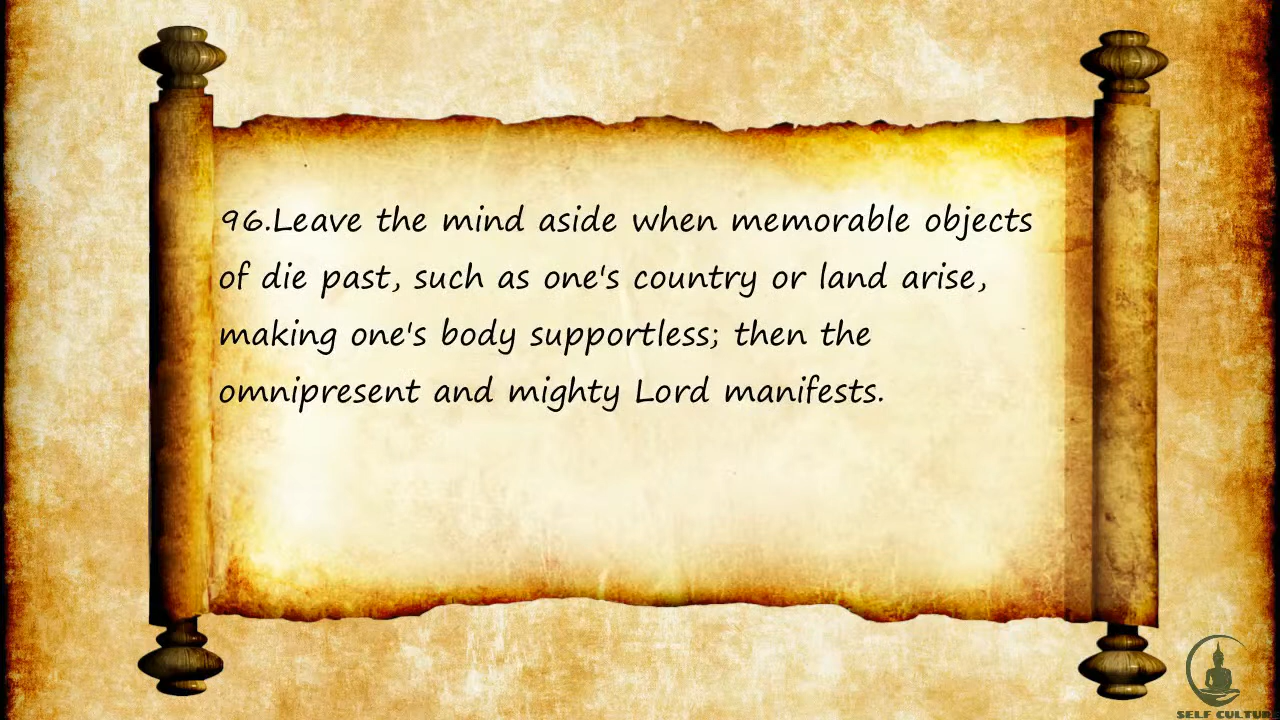 96.Leave the mind aside when memorable objects
of die past, such as one's country or land arise,
making one's body supportless; then the
omnipresent and mighty Lord manifests.
SELF CULTURE